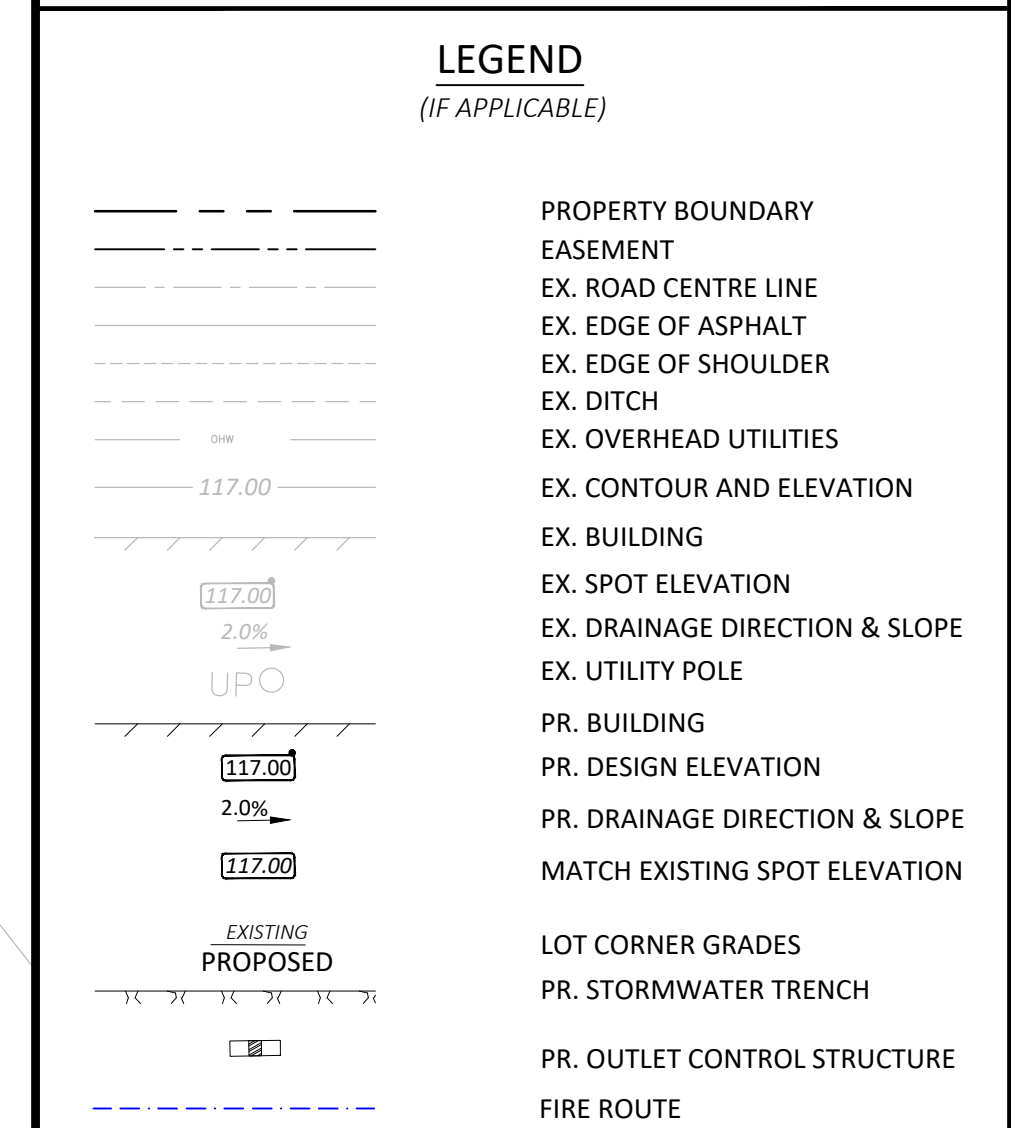 LEGEND
(IF APPLICABLE)
PROPERTY BOUNDARY
EASEMENT
EX. ROAD CENTRE LINE
EX. EDGE OF ASPHALT
EX. EDGE OF SHOULDER
EX. DITCH
OHW EX. OVERHEAD UTILITIES
117.00 EX. CONTOUR AND ELEVATION
EX. BUILDING
117.00 EX. SPOT ELEVATION
2.0% EX. DRAINAGE DIRECTION & SLOPE
UP EX. UTILITY POLE
PR. BUILDING
117.00 PR. DESIGN ELEVATION
2.0% PR. DRAINAGE DIRECTION & SLOPE
117.00 MATCH EXISTING SPOT ELEVATION
EXISTING
PROPOSED
LOT CORNER GRADES
PR. STORMWATER TRENCH
PR. OUTLET CONTROL STRUCTURE
FIRE ROUTE